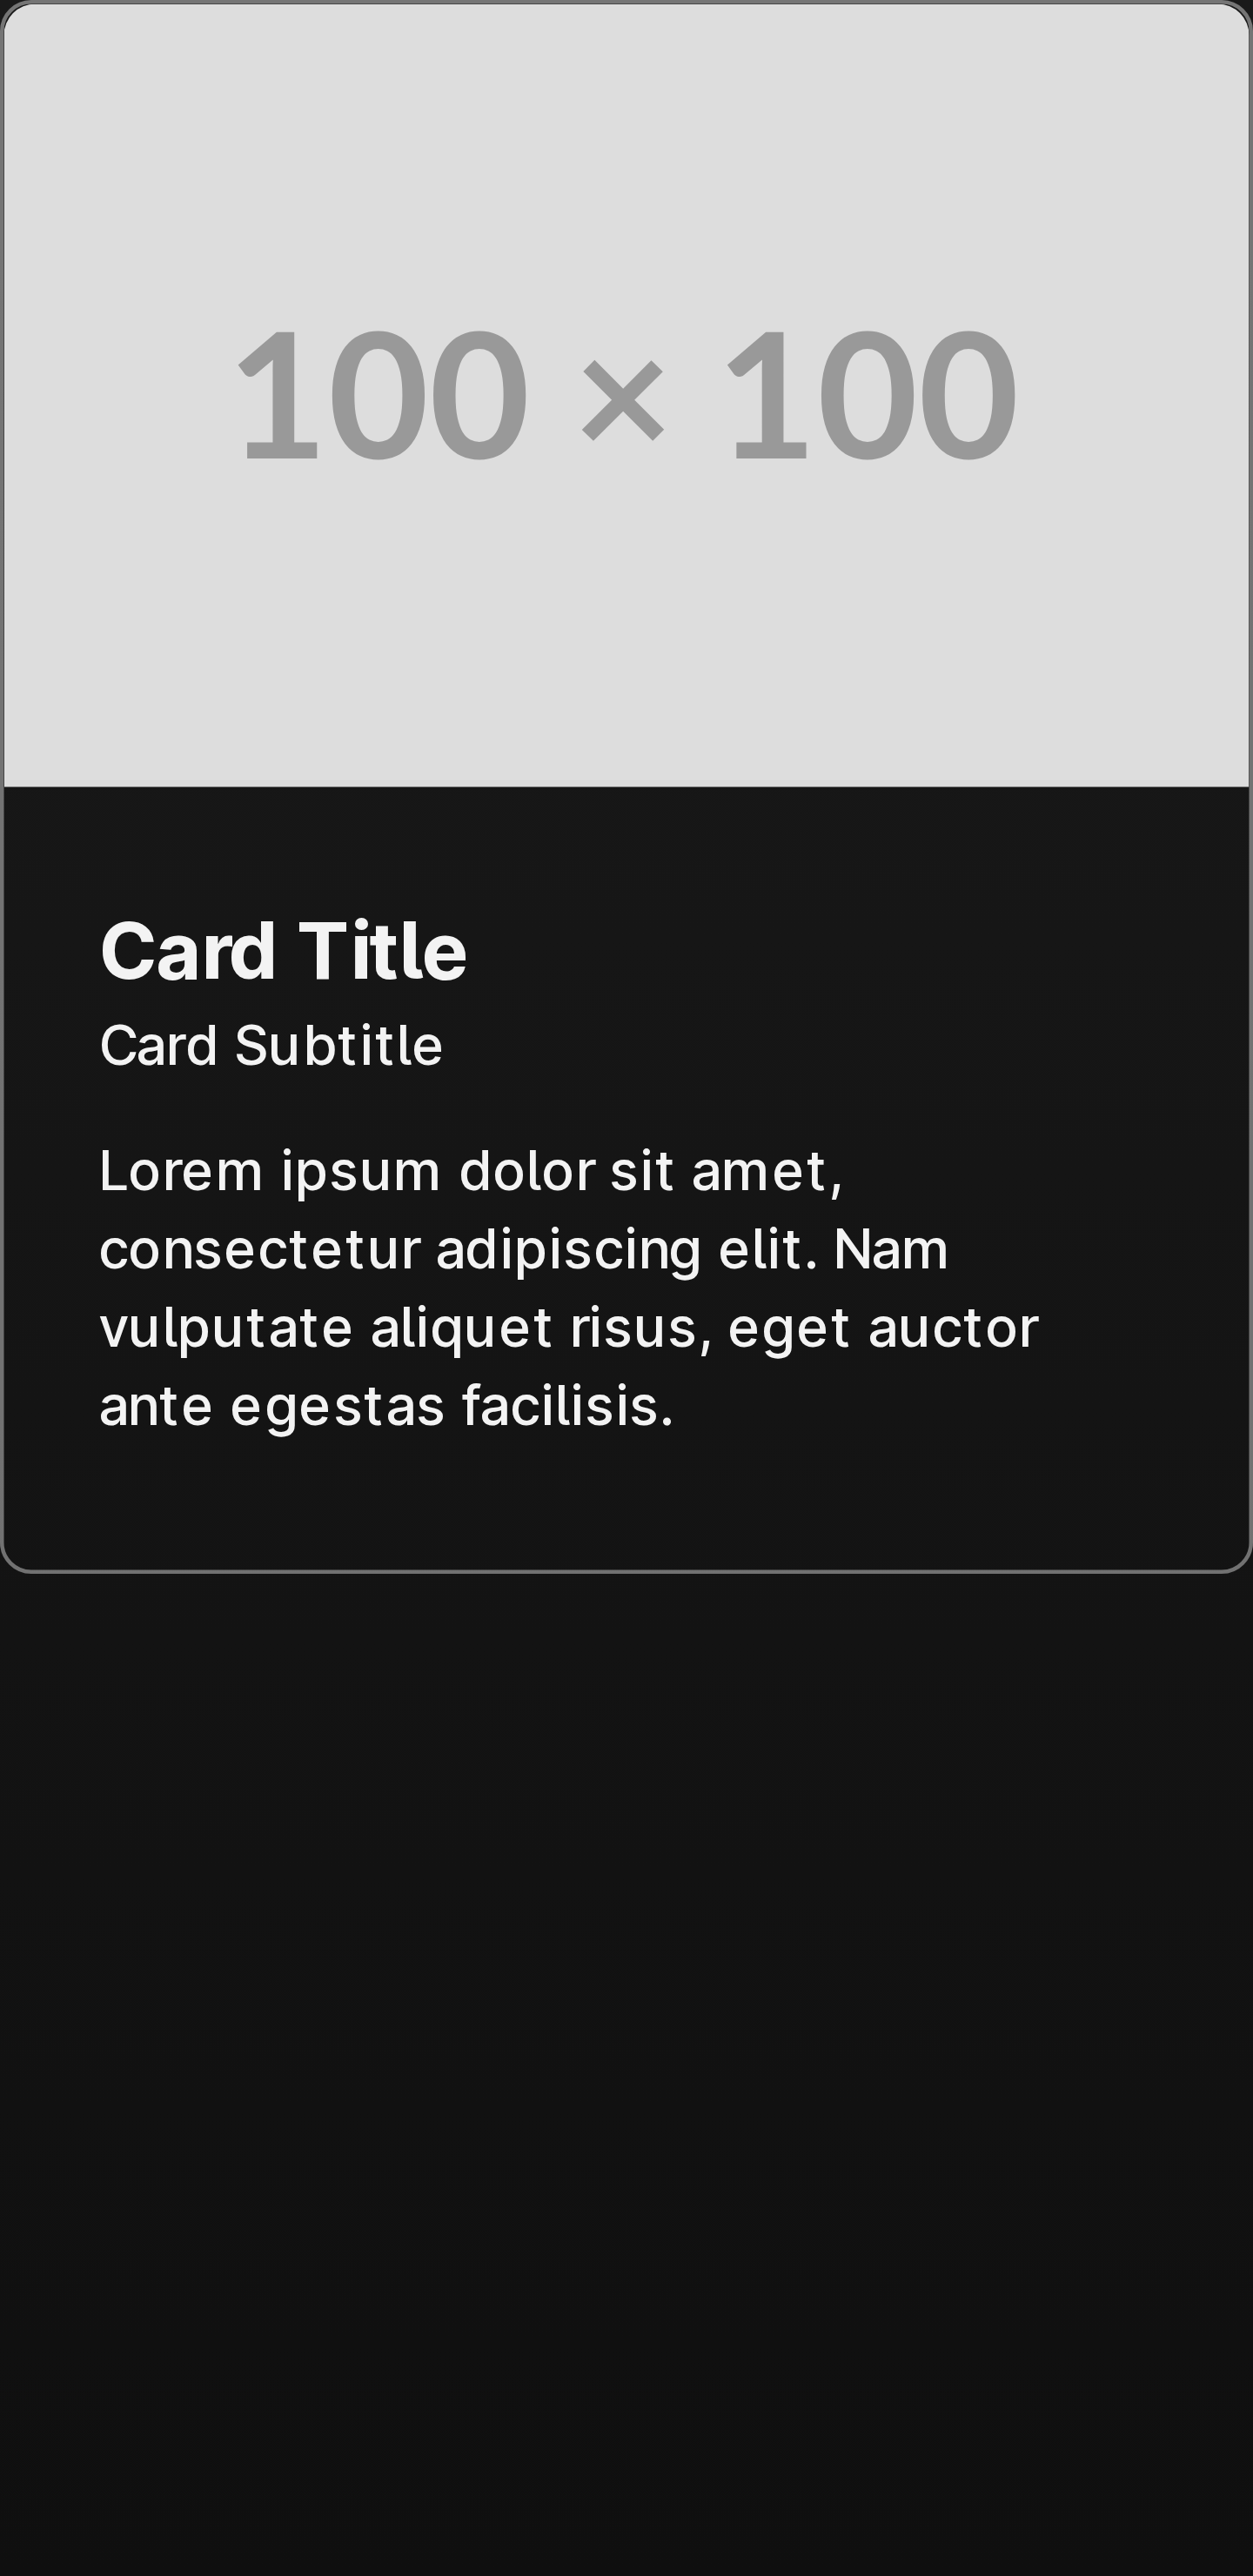 100 × 100
Card Title
Card Subtitle
Lorem ipsum dolor sit amet,
consectetur adipiscing elit. Nam
vulputate aliquet risus, eget auctor
ante egestas facilisis.